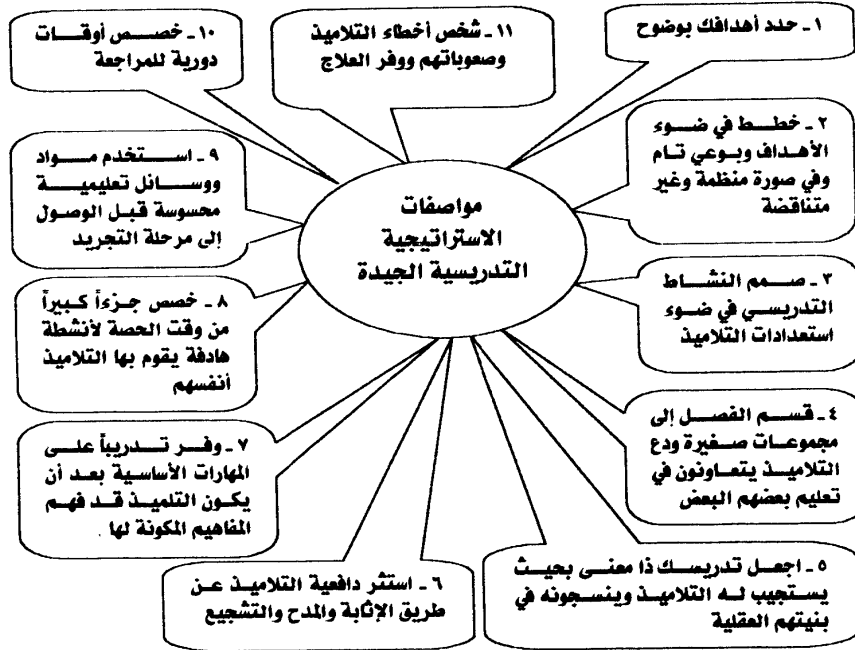 مواصفات
الاستراتيجية
التدريسية الجيدة
١ ـ حدد أهدافك بوضوح
٢ ـ خطط في ضوء
الأهداف وبوعي تام
وفي صورة منظمة وغير
متناقضة
٣ ـ صمم النشاط
التدريسي في ضوء
استعدادات التلاميذ
٤ ـ قسم الفصل إلى
مجموعات صغيرة ودع
التلاميذ يتعاونون في
تعليم بعضهم البعض
٥ ـ اجعل تدريسك ذا معنى بحيث
يستجيب له التلاميذ وينسجونه في
بنيتهم العقلية
٦ ـ استثر دافعية التلاميذ عن
طريق الإثابة والمدح والتشجيع
٧ ـ وفر تدريباً على
المهارات الأساسية بعد أن
يكون التلميذ قد فهم
المفاهيم المكونة لها .
٨ ـ خصص جزءاً كبيراً
من وقت الحصة لأنشطة
هادفة يقوم بها التلاميذ
أنفسهم
٩ ـ استخدم مواد
ووسائل تعليمية
محسوسة قبل الوصول
إلى مرحلة التجريد
١٠ ـ خصص أوقات
دورية للمراجعة
١١ ـ شخص أخطاء التلاميذ
وصعوباتهم ووفر العلاج